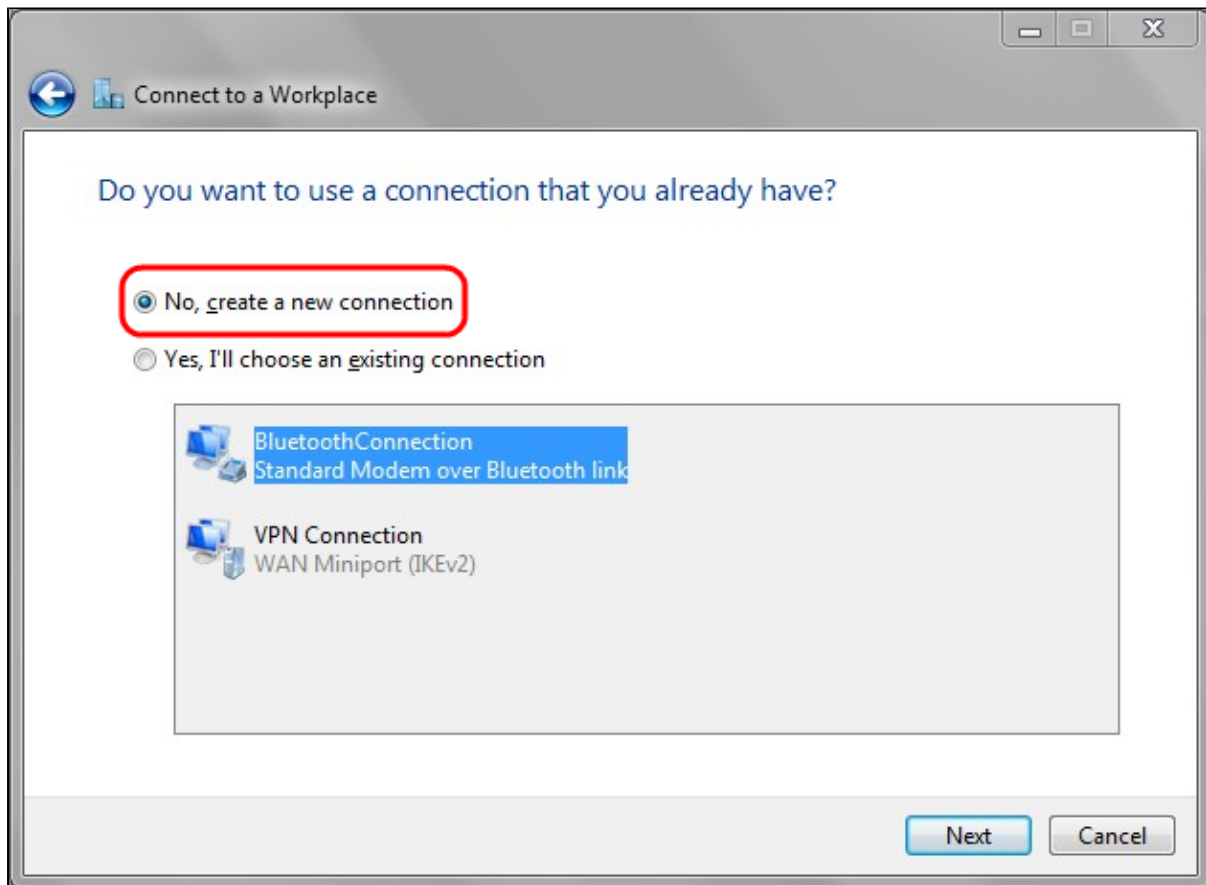 Connect to a Workplace
Do you want to use a connection that you already have?
No, create a new connection
Yes, I'll choose an existing connection
BluetoothConnection
Standard Modem over Bluetooth link
VPN Connection
WAN Miniport (IKEv2)
Next
Cancel